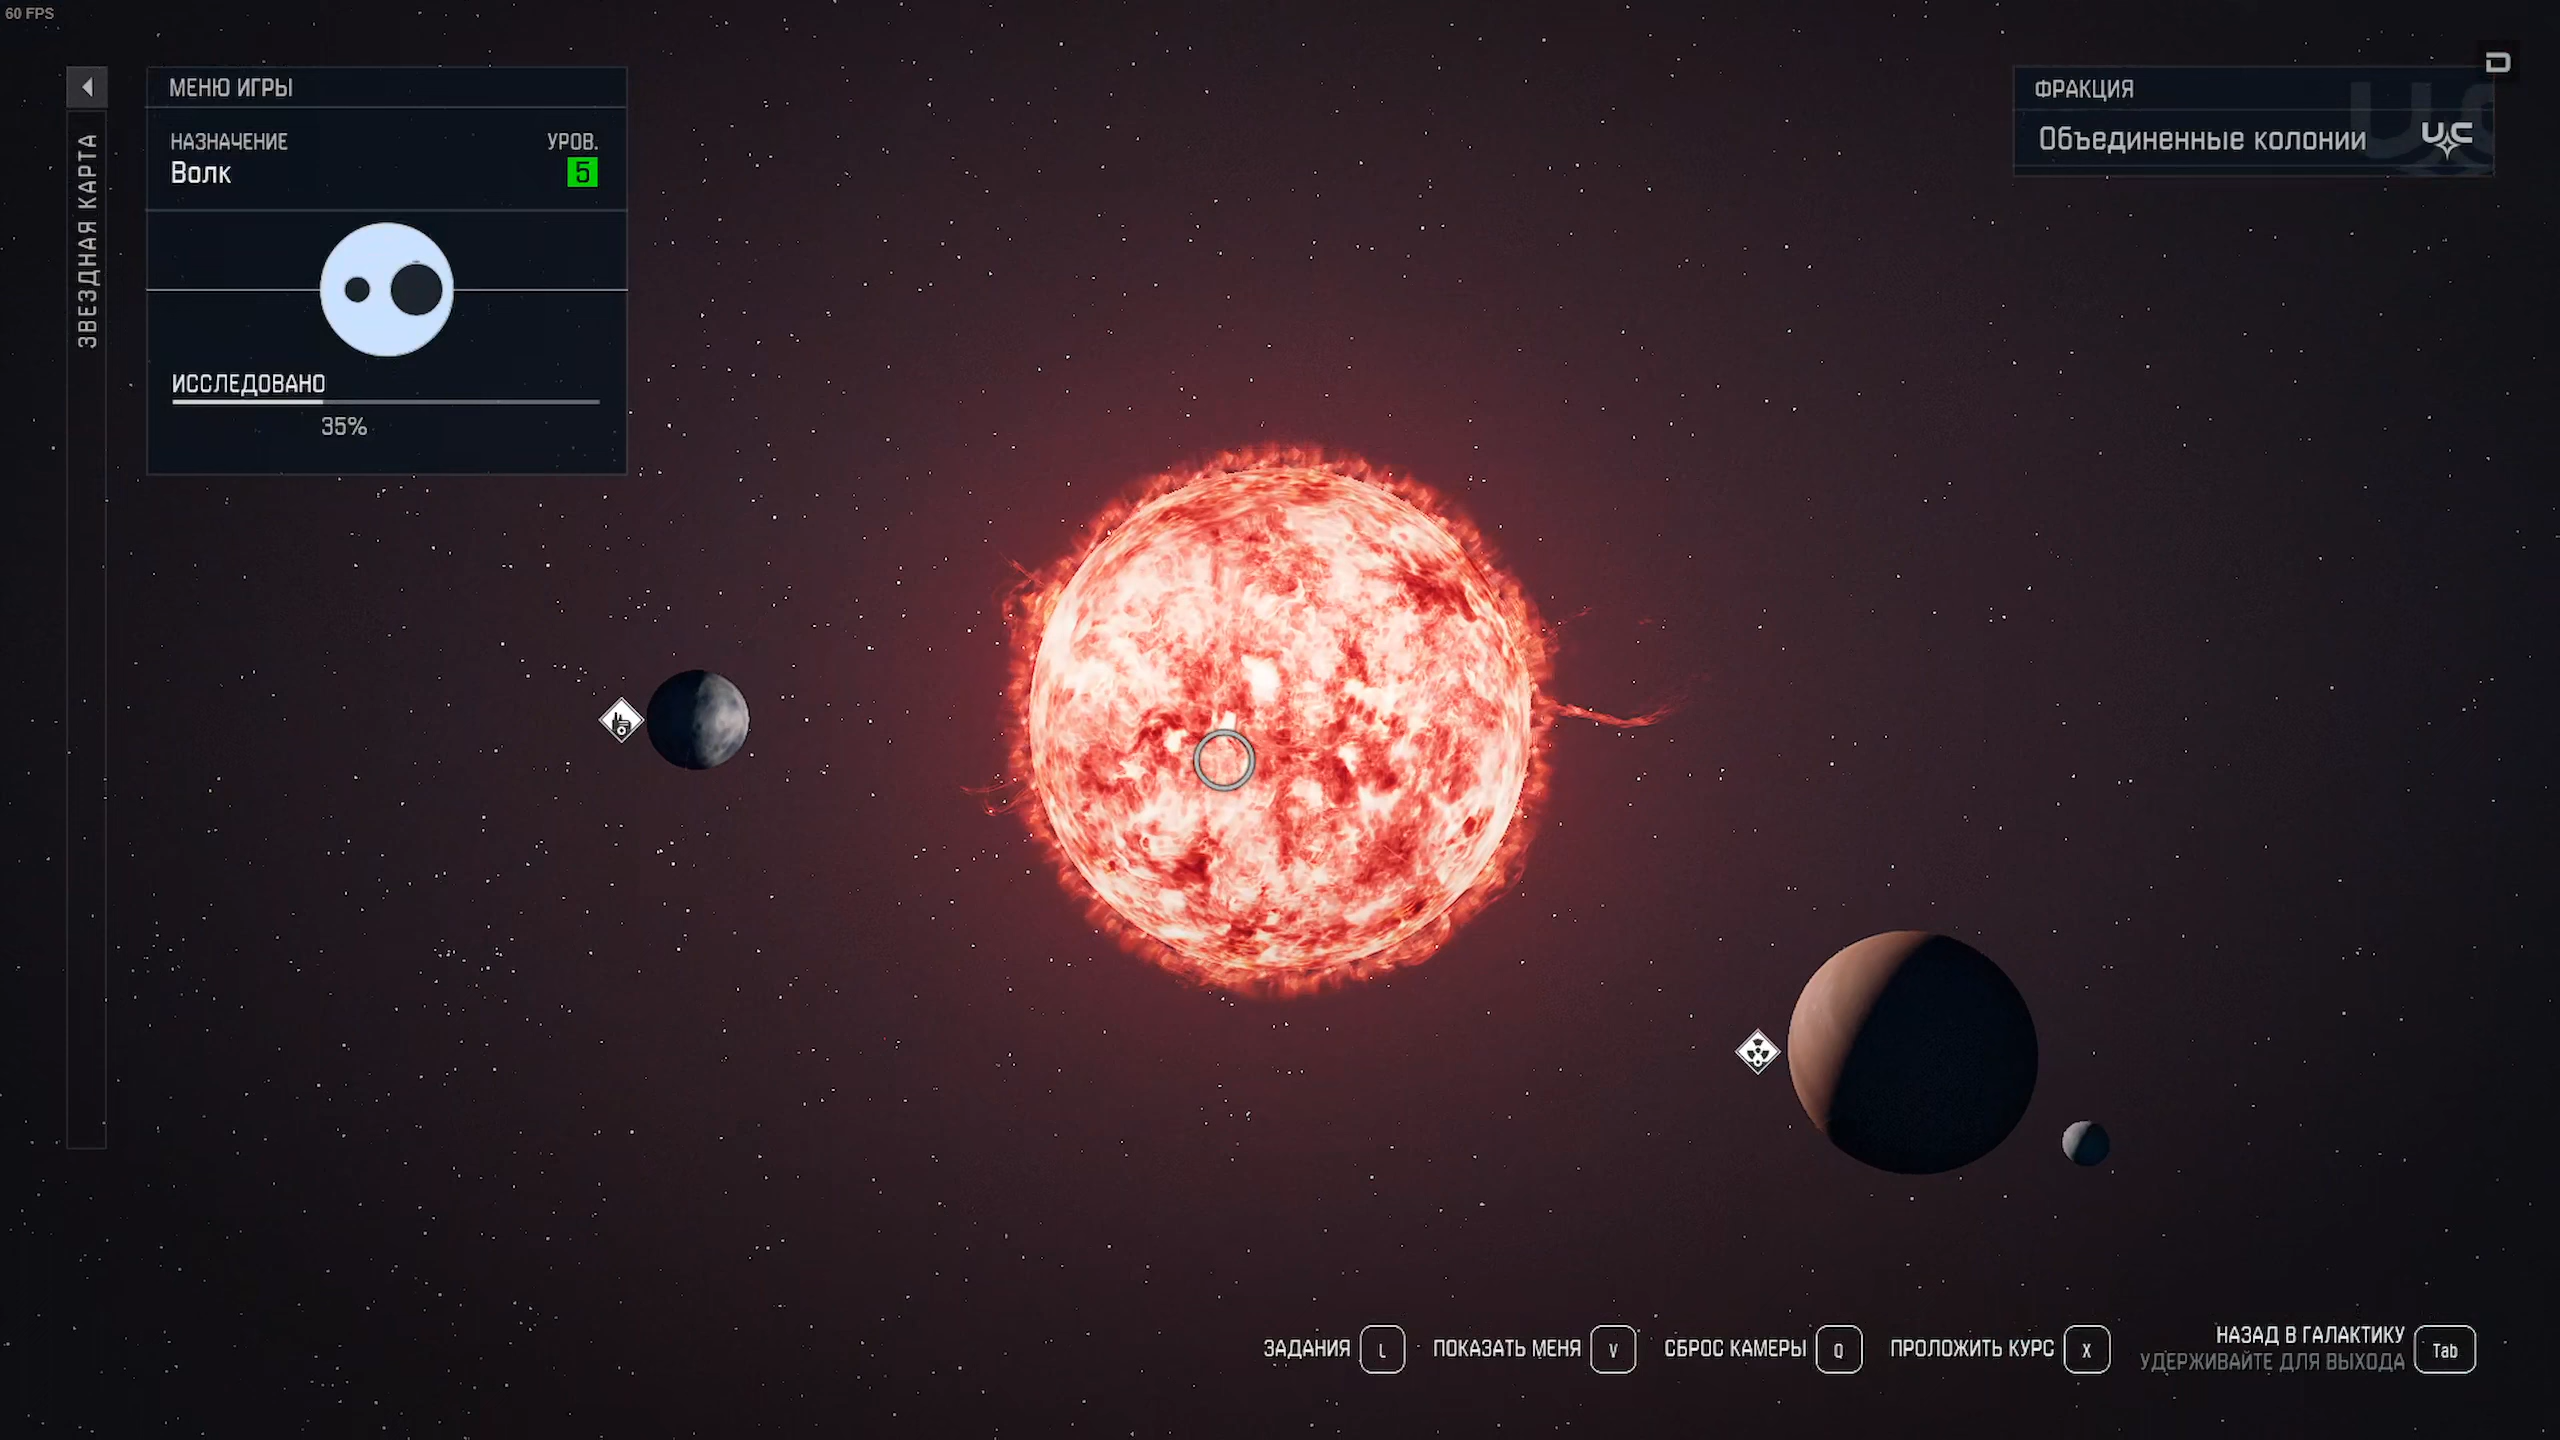 60 FPS
МЕНЮ ИГРЫ
НАЗНАЧЕНИЕ
УРОВ.
Волк
5
ИССЛЕДОВАНО
35%
ЗВЕЗДНАЯ КАРТА
ФРАКЦИЯ
Объединенные колонии
UC
ЗАДАНИЯ L
ПОКАЗАТЬ МЕНЯ V
СБРОС КАМЕРЫ Q
ПРОЛОЖИТЬ КУРС X
НАЗАД В ГАЛАКТИКУ Tab
УДЕРЖИВАЙТЕ ДЛЯ ВЫХОДА